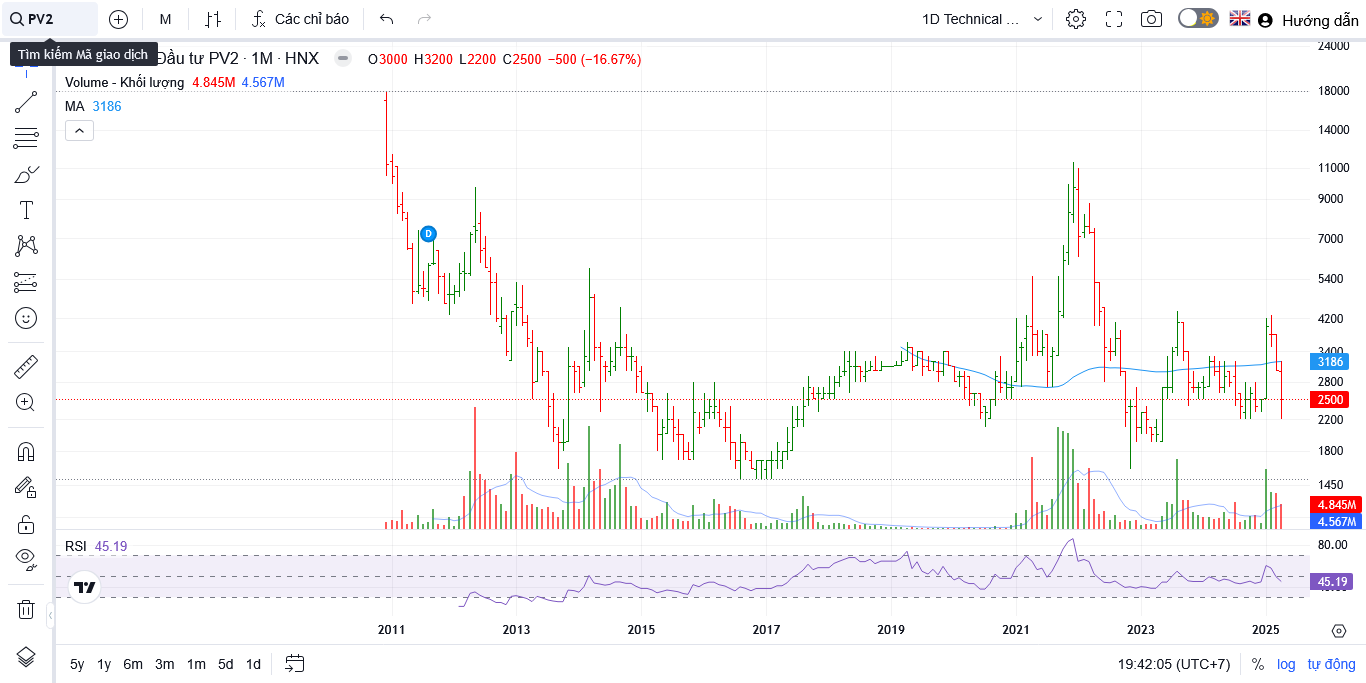 PV2 M Các chỉ báo 1D Technical ... Hướng dẫn
Tìm kiếm Mã giao dịch
Đầu tư PV2 · 1M · HNX O3000 H3200 L2200 C2500 −500 (−16.67%)
Volume - Khối lượng 4.845M 4.567M
MA 3186
D
24000
18000
14000
11000
9000
7000
5400
4200
3400
3186
2800
2500
2200
1800
1450
4.845M
4.567M
RSI 45.19
80.00
45.19
2011 2013 2015 2017 2019 2021 2023 2025
5y 1y 6m 3m 1m 5d 1d 19:42:05 (UTC+7) % log tự động